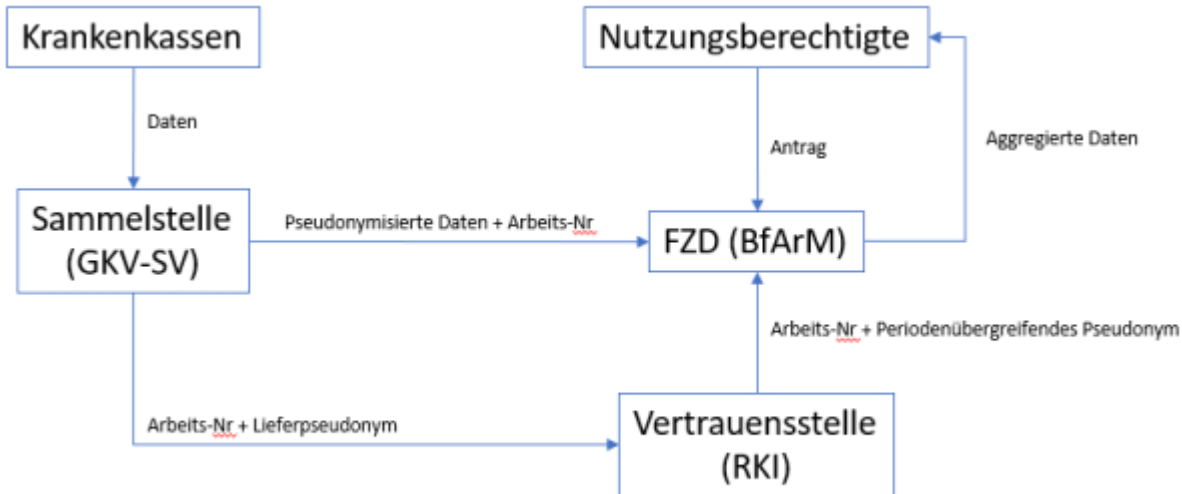 Krankenkassen
Nutzungsberechtigte
Daten
Antrag
Aggregierte Daten
Sammelstelle
(GKV-SV)
Pseudonymisierte Daten + Arbeits-Nr
FZD (BfArM)
Arbeits-Nr + Periodenübergreifendes Pseudonym
Arbeits-Nr + Lieferpseudonym
Vertrauensstelle
(RKI)